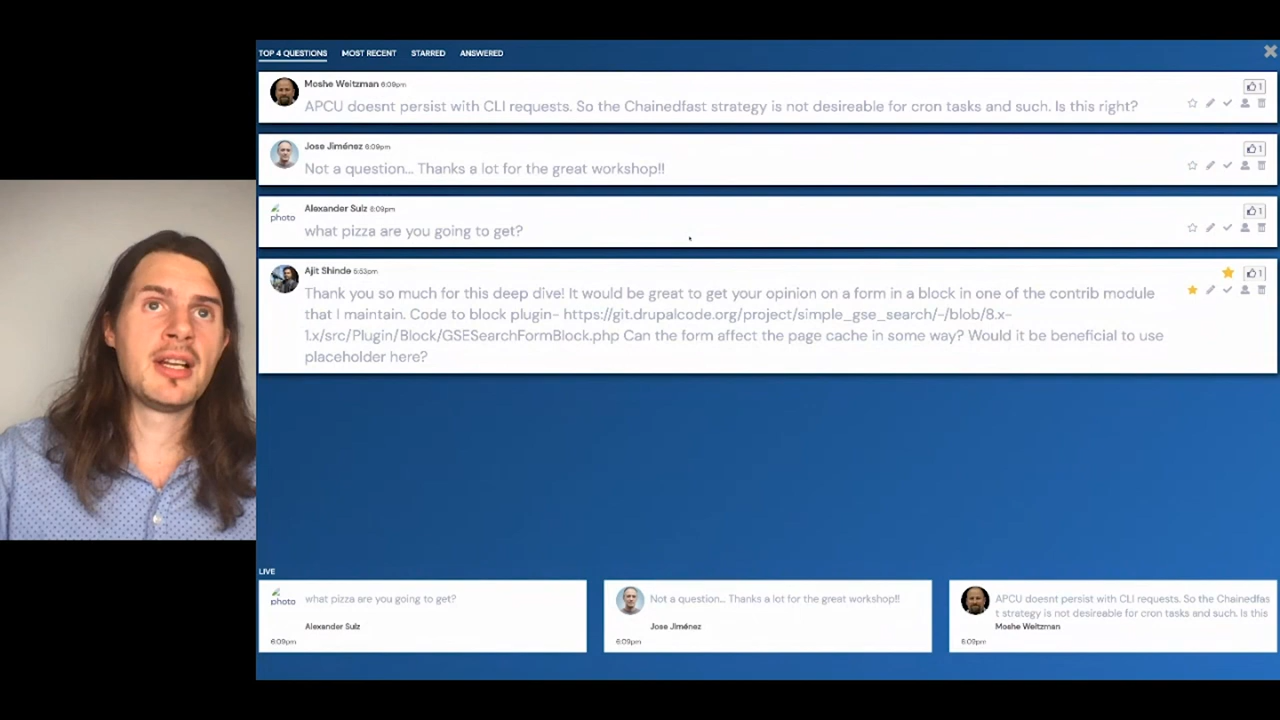 TOP 4 QUESTIONS MOST RECENT STARRED ANSWERED
Moshe Weitzman 6:09pm
1
APCU doesnt persist with CLI requests. So the Chainedfast strategy is not desireable for cron tasks and such. Is this right?
Jose Jiménez 6:09pm
1
Not a question... Thanks a lot for the great workshop!!
Alexander Sulz 6:09pm
1
photo
what pizza are you going to get?
Ajit Shinde 5:53pm
1
Thank you so much for this deep dive! It would be great to get your opinion on a form in a block in one of the contrib module
that I maintain. Code to block plugin- https://git.drupalcode.org/project/simple_gse_search/-/blob/8.x-
1.x/src/Plugin/Block/GSESearchFormBlock.php Can the form affect the page cache in some way? Would it be beneficial to use
placeholder here?
LIVE
photo
what pizza are you going to get?
Alexander Sulz
6:09pm
Not a question... Thanks a lot for the great workshop!!
Jose Jiménez
6:09pm
APCU doesnt persist with CLI requests. So the Chainedfas
t strategy is not desireable for cron tasks and such. Is this
Moshe Weitzman
6:09pm